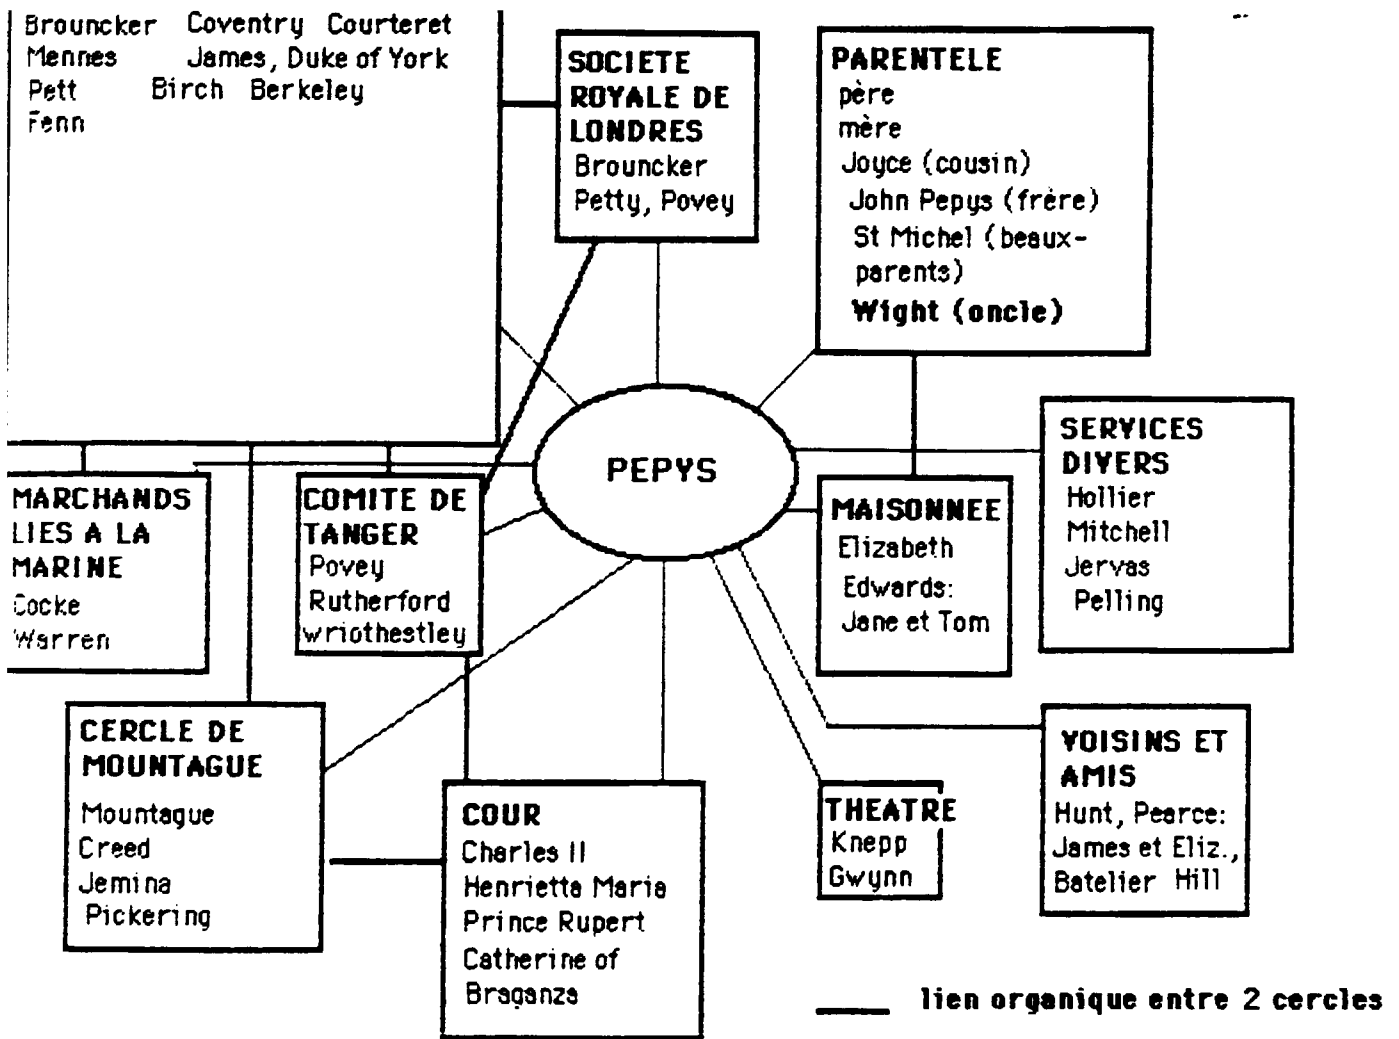 Brouncker Coventry Courteret
Mennes James, Duke of York
Pett Birch Berkeley
Fenn
SOCIETE
ROYALE DE
LONDRES
Brouncker
Petty, Povey
PARENTELE
père
mère
Joyce (cousin)
John Pepys (frère)
St Michel (beaux-
parents)
Wight (oncle)
PEPYS
SERVICES
DIVERS
Hollier
Mitchell
Jervas
Pelling
MARCHANDS
LIES A LA
MARINE
Cocke
Warren
COMITE DE
TANGER
Povey
Rutherford
wriothestley
MAISONNEE
Elizabeth
Edwards:
Jane et Tom
CERCLE DE
MOUNTAGUE
Mountague
Creed
Jemina
Pickering
COUR
Charles II
Henrietta Maria
Prince Rupert
Catherine of
Braganza
THEATRE
Knepp
Gwynn
VOISINS ET
AMIS
Hunt, Pearce:
James et Eliz.,
Batelier Hill
lien organique entre 2 cercles